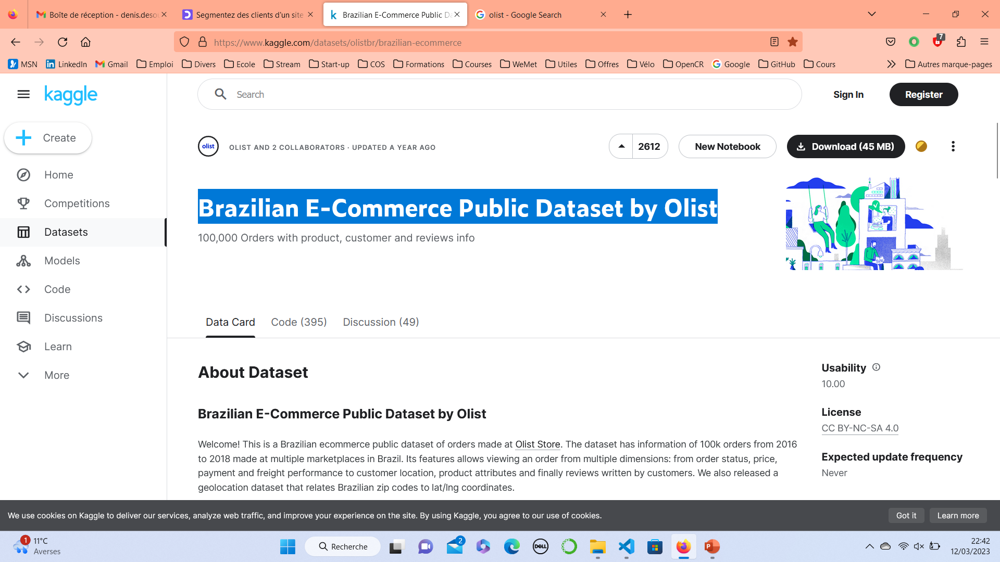 Boîte de réception - denis.desou
Segmentez des clients d'un site
Brazilian E-Commerce Public Da
olist - Google Search
https://www.kaggle.com/datasets/olistbr/brazilian-ecommerce
7
MSN LinkedIn Gmail Emploi Divers Ecole Stream Start-up COS Formations Courses WeMet Utiles Offres Vélo OpenCR Google GitHub Cours Autres marque-pages
kaggle
Search
Sign In
Register
Create
Home
Competitions
Datasets
Models
Code
Discussions
Learn
More
olist
OLIST AND 2 COLLABORATORS · UPDATED A YEAR AGO
2612
New Notebook
Download (45 MB)
Brazilian E-Commerce Public Dataset by Olist
100,000 Orders with product, customer and reviews info
Data Card Code (395) Discussion (49)
About Dataset
Brazilian E-Commerce Public Dataset by Olist
Welcome! This is a Brazilian ecommerce public dataset of orders made at Olist Store. The dataset has information of 100k orders from 2016
to 2018 made at multiple marketplaces in Brazil. Its features allows viewing an order from multiple dimensions: from order status, price,
payment and freight performance to customer location, product attributes and finally reviews written by customers. We also released a
geolocation dataset that relates Brazilian zip codes to lat/lng coordinates.
Usability
10.00
License
CC BY-NC-SA 4.0
Expected update frequency
Never
We use cookies on Kaggle to deliver our services, analyze web traffic, and improve your experience on the site. By using Kaggle, you agree to our use of cookies.
Got it
Learn more
1
11°C
Averses
Recherche
2
DELL
P
22:42
12/03/2023